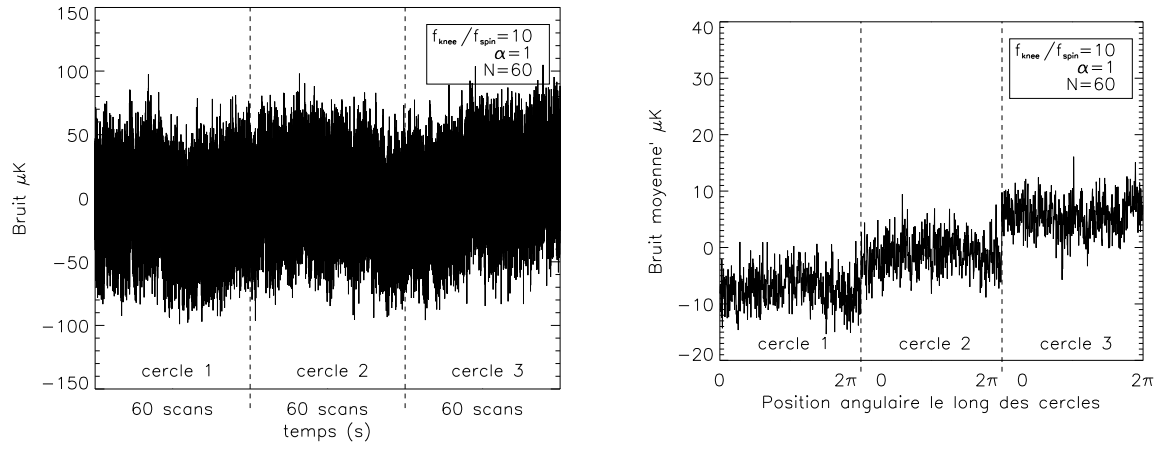 150
100
50
0
−50
−100
−150
Bruit μK
f_knee/f_spin=10
α=1
N=60
cercle 1
cercle 2
cercle 3
60 scans
60 scans
60 scans
temps (s)
40
30
20
10
0
−10
−20
Bruit moyenne' μK
f_knee/f_spin=10
α=1
N=60
cercle 1
cercle 2
cercle 3
0 2π 0 2π 0 2π
Position angulaire le long des cercles